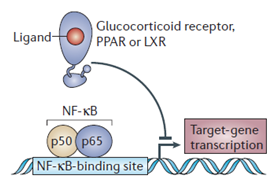 Glucocorticoid receptor,
Ligand PPAR or LXR
NF-κB
p50 p65
Target-gene
transcription
NF-κB-binding site